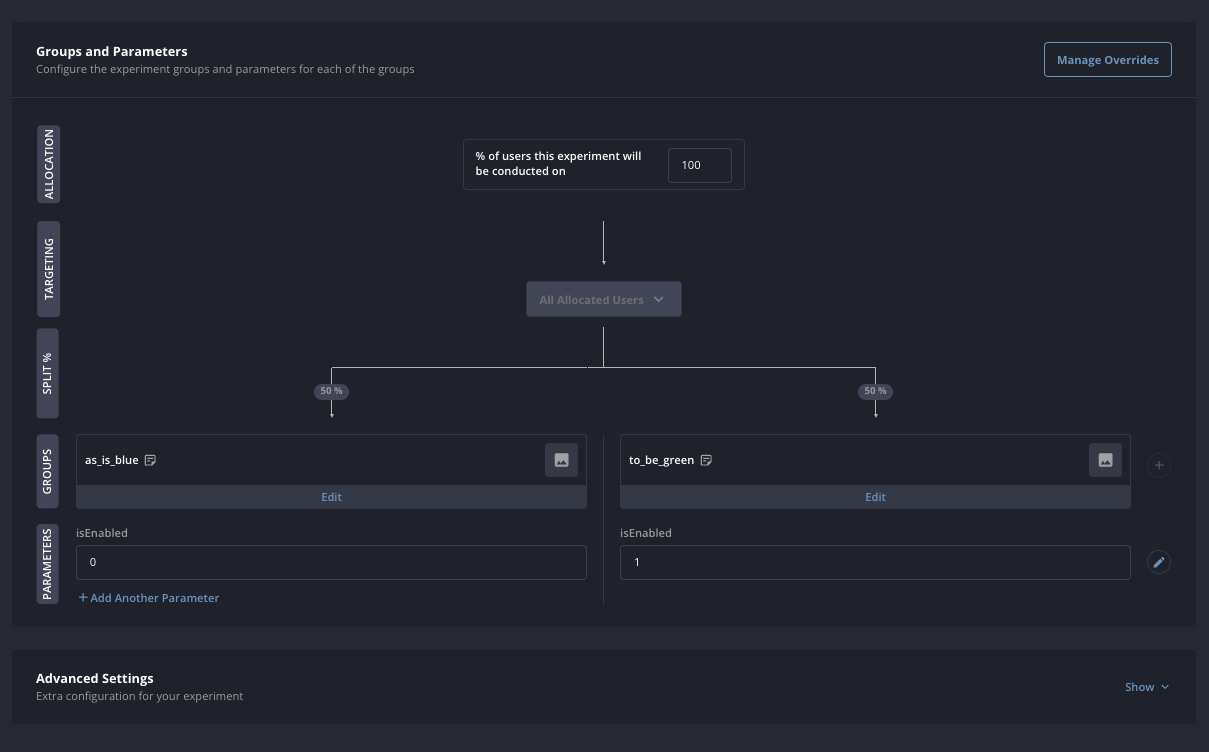 Groups and Parameters
Configure the experiment groups and parameters for each of the groups
Manage Overrides
ALLOCATION
% of users this experiment will
be conducted on
100
TARGETING
All Allocated Users
SPLIT %
50 %
50 %
GROUPS
as_is_blue
to_be_green
Edit
Edit
PARAMETERS
isEnabled
isEnabled
0
1
+ Add Another Parameter
Advanced Settings
Extra configuration for your experiment
Show